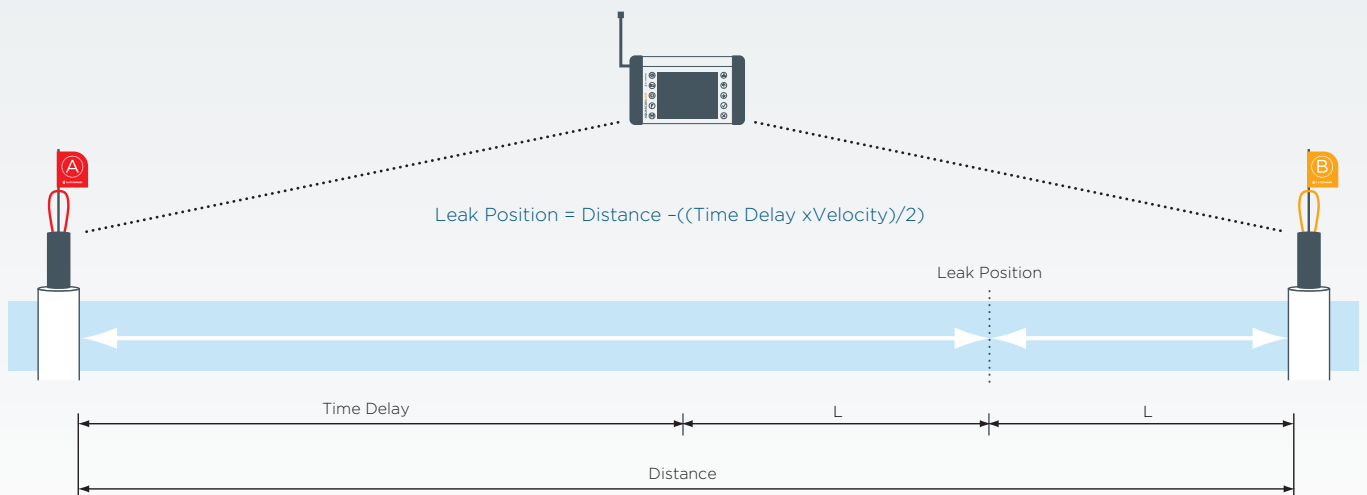 A
B
Leak Position = Distance –((Time Delay xVelocity)/2)
Leak Position
Time Delay
L
L
Distance